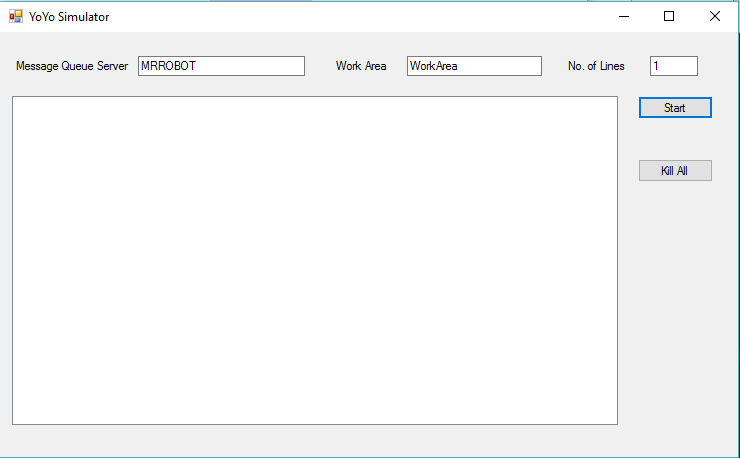 YoYo Simulator
Message Queue Server MRROBOT Work Area WorkArea No. of Lines 1
Start
Kill All